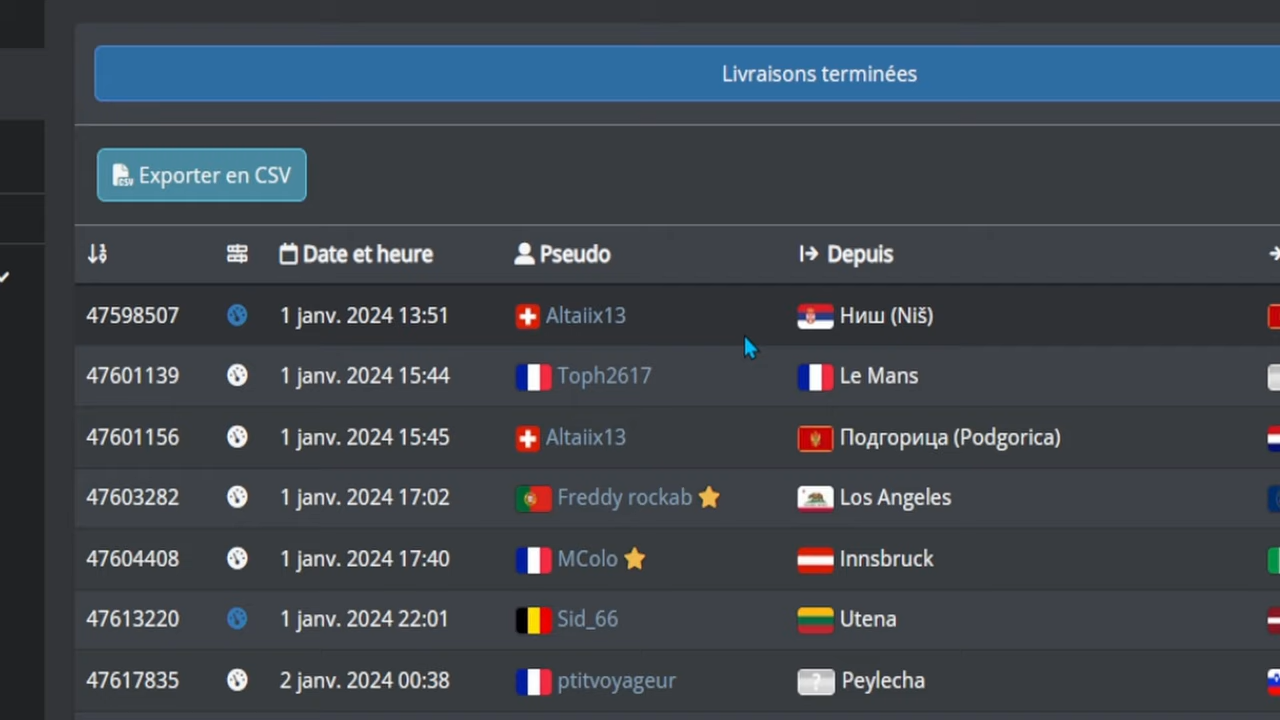 Livraisons terminées
Exporter en CSV
Date et heure Pseudo Depuis
47598507 1 janv. 2024 13:51 Altaiix13 Ниш (Niš)
47601139 1 janv. 2024 15:44 Toph2617 Le Mans
47601156 1 janv. 2024 15:45 Altaiix13 Подгорица (Podgorica)
47603282 1 janv. 2024 17:02 Freddy rockab Los Angeles
47604408 1 janv. 2024 17:40 MColo Innsbruck
47613220 1 janv. 2024 22:01 Sid_66 Utena
47617835 2 janv. 2024 00:38 ptitvoyageur Peylecha